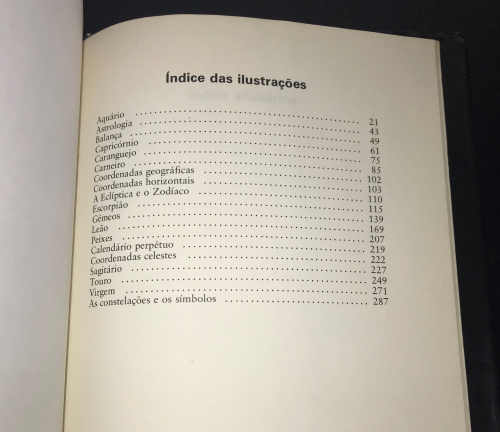 Índice das ilustrações
Aquário ........ 21
Astrologia ........ 43
Balança ........ 49
Capricórnio ........ 61
Caranguejo ........ 75
Carneiro ........ 85
Coordenadas geográficas ........ 102
Coordenadas horizontais ........ 103
A Eclíptica e o Zodíaco ........ 110
Escorpião ........ 115
Gémeos ........ 139
Leão ........ 169
Peixes ........ 207
Calendário perpétuo ........ 219
Coordenadas celestes ........ 222
Sagitário ........ 227
Touro ........ 249
Virgem ........ 271
As constelações e os símbolos ........ 287